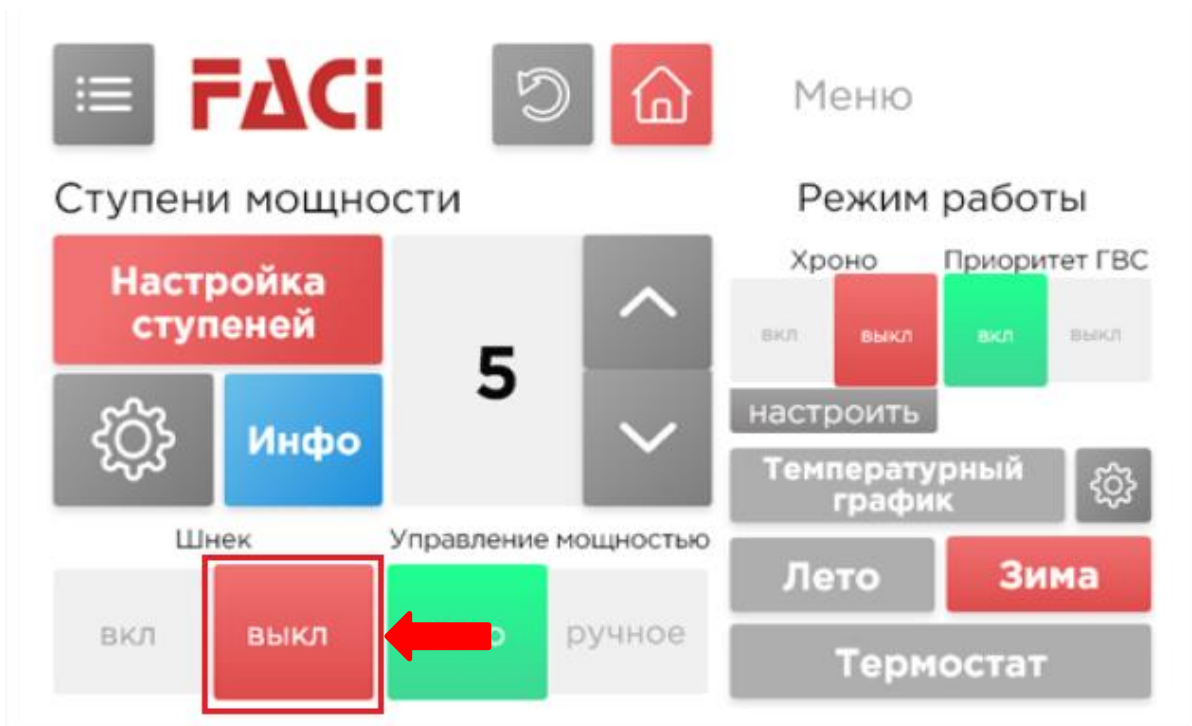 FACi
Меню
Ступени мощности
Режим работы
Настройка
ступеней
5
Инфо
Хроно
Приоритет ГВС
вкл
выкл
вкл
выкл
настроить
Температурный
график
Шнек
Управление мощностью
вкл
выкл
ручное
Лето
Зима
Термостат